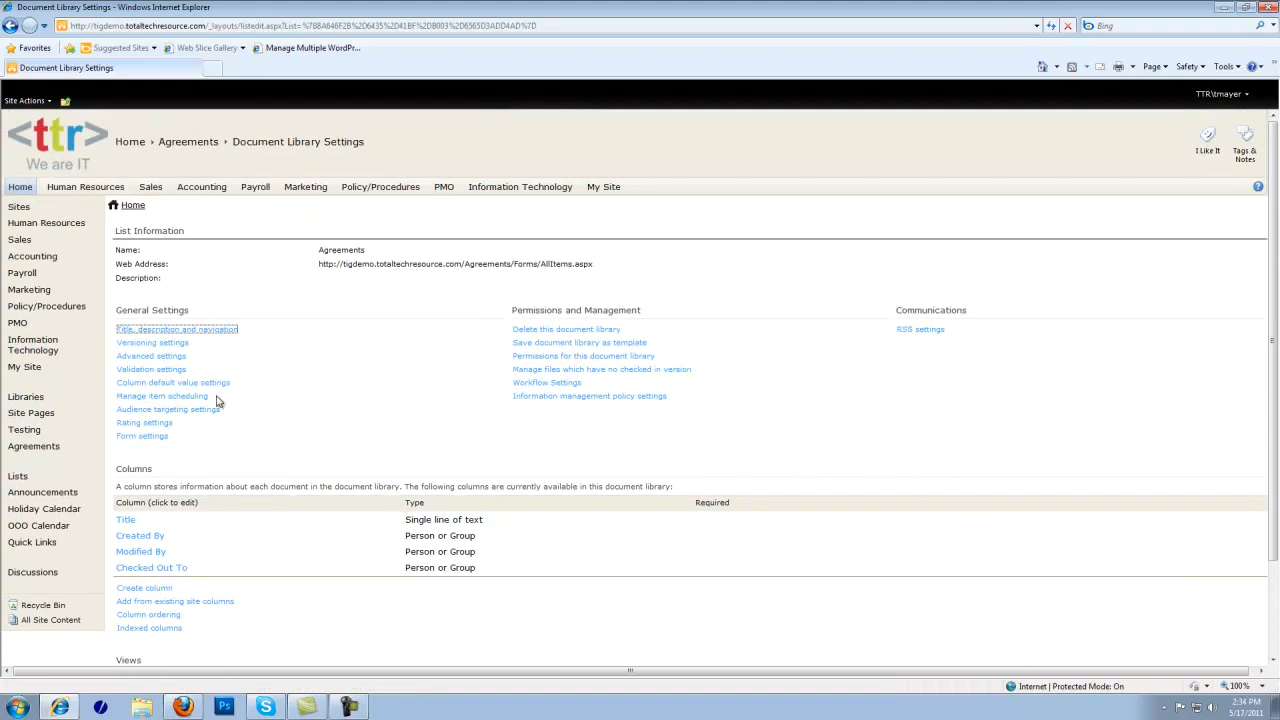 Document Library Settings - Windows Internet Explorer
http://tigdemo.totaltechresource.com/_layouts/listedit.aspx?List=%7B8A646F2B%2D6435%2D41BF%2DB003%2D6565D3AD4A7D%7D
Bing
Favorites Suggested Sites Web Slice Gallery Manage Multiple WordPr...
Document Library Settings
Page Safety Tools
Site Actions
TTR\tmayer
<ttr>
We are IT
Home Agreements Document Library Settings
I Like It
Tags & Notes
Home Human Resources Sales Accounting Payroll Marketing Policy/Procedures PMO Information Technology My Site
Sites
Human Resources
Sales
Accounting
Payroll
Marketing
Policy/Procedures
PMO
Information
Technology
My Site
Libraries
Site Pages
Testing
Agreements
Lists
Announcements
Holiday Calendar
OOO Calendar
Quick Links
Discussions
Recycle Bin
All Site Content
Home
List Information
Name: Agreements
Web Address: http://tigdemo.totaltechresource.com/Agreements/Forms/AllItems.aspx
Description:
General Settings
Title, description and navigation
Versioning settings
Advanced settings
Validation settings
Column default value settings
Manage item scheduling
Audience targeting settings
Rating settings
Form settings
Permissions and Management
Delete this document library
Save document library as template
Permissions for this document library
Manage files which have no checked in version
Workflow Settings
Information management policy settings
Communications
RSS settings
Columns
A column stores information about each document in the document library. The following columns are currently available in this document library:
Column (click to edit) Type Required
Title Single line of text
Created By Person or Group
Modified By Person or Group
Checked Out To Person or Group
Create column
Add from existing site columns
Column ordering
Indexed columns
Views
Internet | Protected Mode: On
100%
2:34 PM
5/17/2011